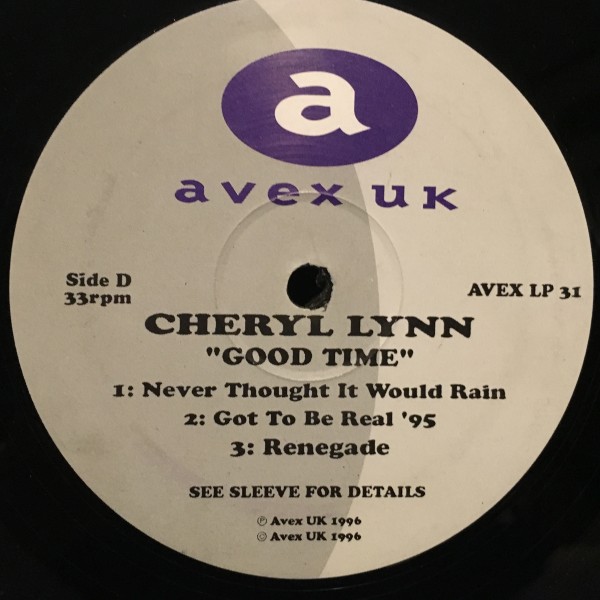 a
avex uk
Side D
33rpm
AVEX LP 31
CHERYL LYNN
"GOOD TIME"
1: Never Thought It Would Rain
2: Got To Be Real '95
3: Renegade
SEE SLEEVE FOR DETAILS
℗ Avex UK 1996
© Avex UK 1996